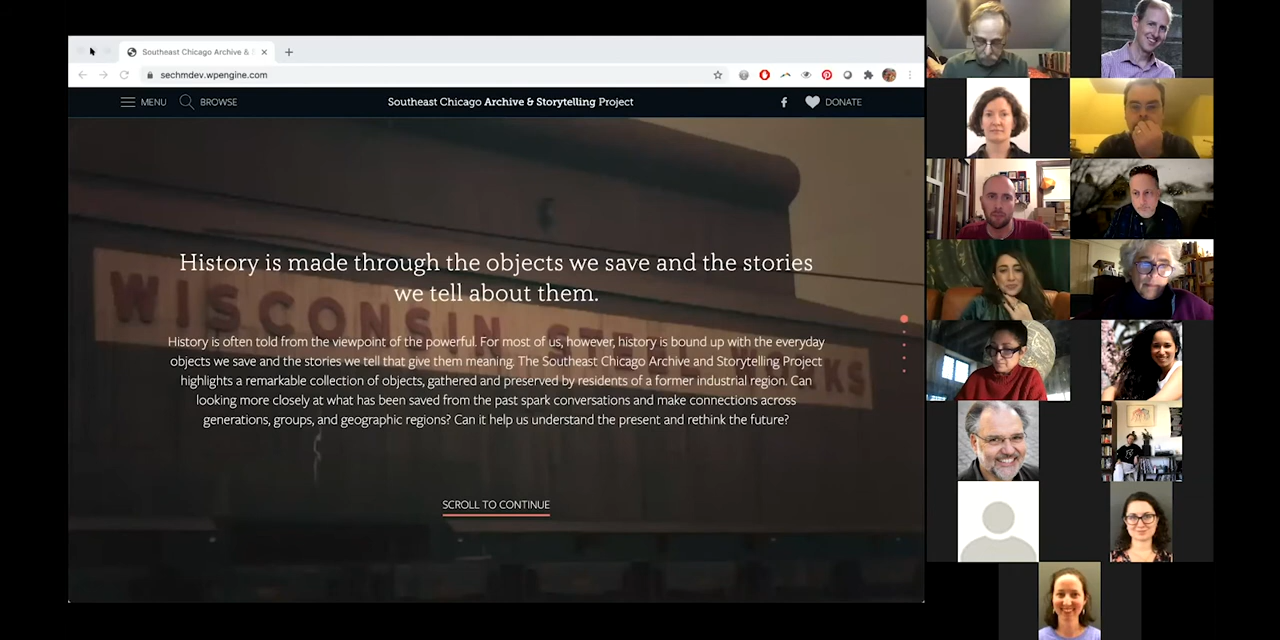 Southeast Chicago Archive &
sechmdev.wpengine.com
MENU
BROWSE
Southeast Chicago Archive & Storytelling Project
DONATE
History is made through the objects we save and the stories
we tell about them.
WISCONSIN STEEL WORKS
History is often told from the viewpoint of the powerful. For most of us, however, history is bound up with the everyday
objects we save and the stories we tell that give them meaning. The Southeast Chicago Archive and Storytelling Project
highlights a remarkable collection of objects, gathered and preserved by residents of a former industrial region. Can
looking more closely at what has been saved from the past spark conversations and make connections across
generations, groups, and geographic regions? Can it help us understand the present and rethink the future?
SCROLL TO CONTINUE